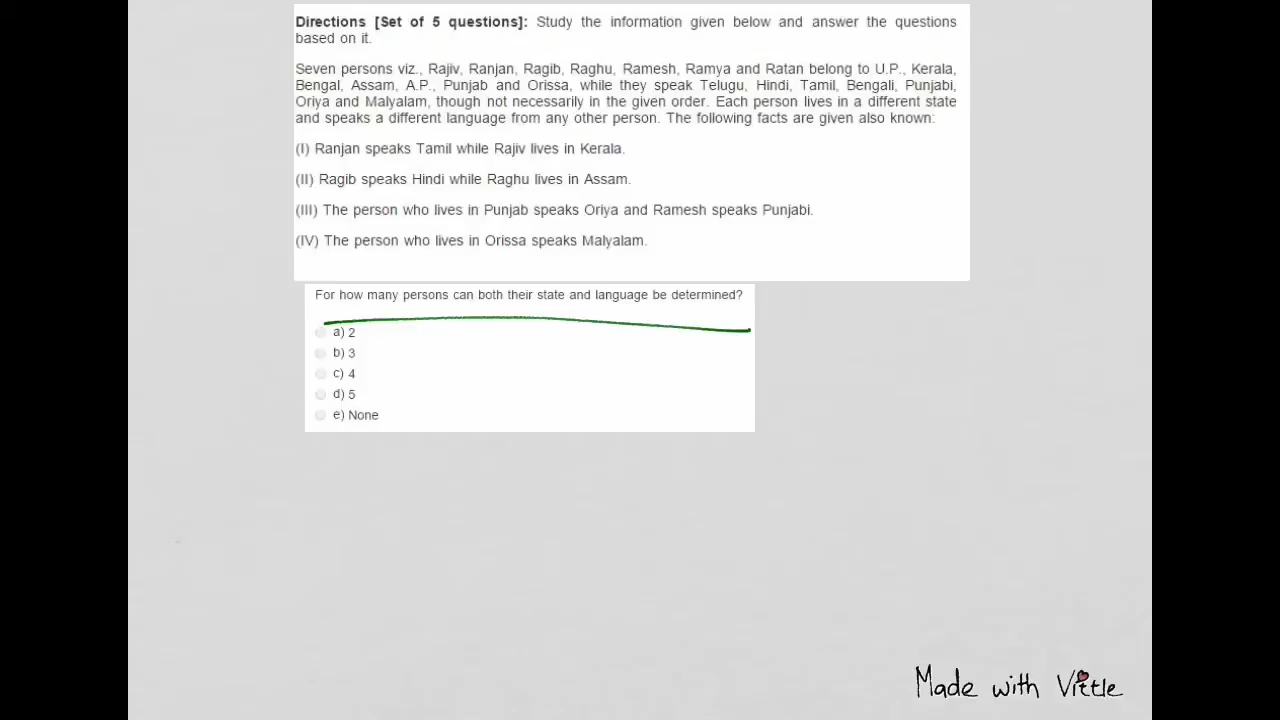 Directions [Set of 5 questions]: Study the information given below and answer the questions
based on it.
Seven persons viz., Rajiv, Ranjan, Ragib, Raghu, Ramesh, Ramya and Ratan belong to U.P., Kerala,
Bengal, Assam, A.P., Punjab and Orissa, while they speak Telugu, Hindi, Tamil, Bengali, Punjabi,
Oriya and Malyalam, though not necessarily in the given order. Each person lives in a different state
and speaks a different language from any other person. The following facts are given also known:
(I) Ranjan speaks Tamil while Rajiv lives in Kerala.
(II) Ragib speaks Hindi while Raghu lives in Assam.
(III) The person who lives in Punjab speaks Oriya and Ramesh speaks Punjabi.
(IV) The person who lives in Orissa speaks Malyalam.
For how many persons can both their state and language be determined?
a) 2
b) 3
c) 4
d) 5
e) None
Made with Vittle